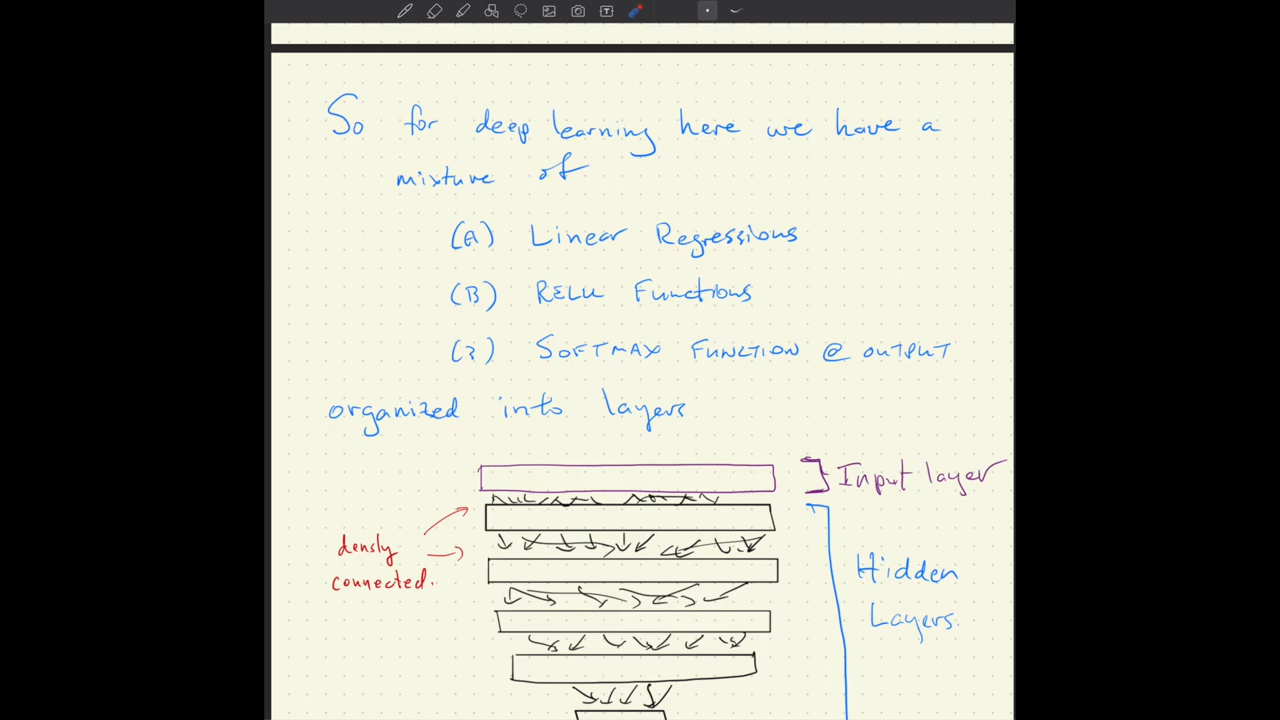 So for deep learning here we have a
mixture of
(A) Linear Regressions
(B) RELU Functions
(3) SOFTMAX FUNCTION @ OUTPUT
organized into layers
Input layer
densly
connected.
Hidden
Layers.